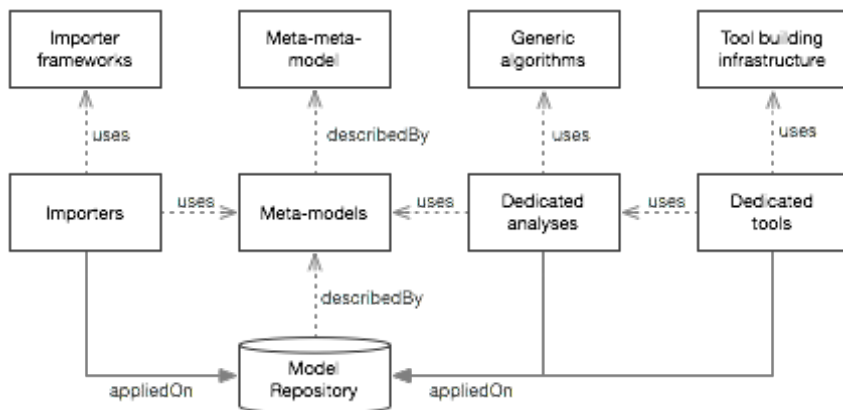 Importer
frameworks
Meta-meta-
model
Generic
algorithms
Tool building
infrastructure
uses
describedBy
uses
uses
Importers
uses
Meta-models
uses
Dedicated
analyses
uses
Dedicated
tools
describedBy
appliedOn
Model
Repository
appliedOn